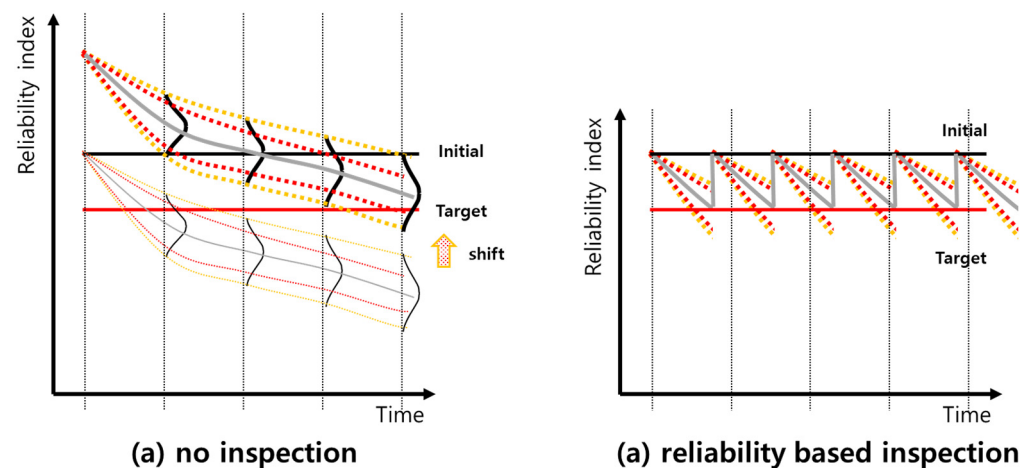 Reliability index
Initial
Target
shift
Time
(a) no inspection
Reliability index
Initial
Target
Time
(a) reliability based inspection